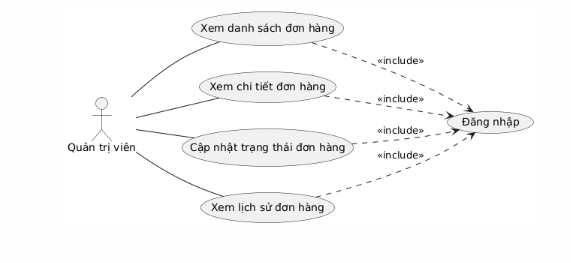 Xem danh sách đơn hàng
«include»
Xem chi tiết đơn hàng
«include»
Đăng nhập
«include»
Quản trị viên
Cập nhật trạng thái đơn hàng
«include»
Xem lịch sử đơn hàng